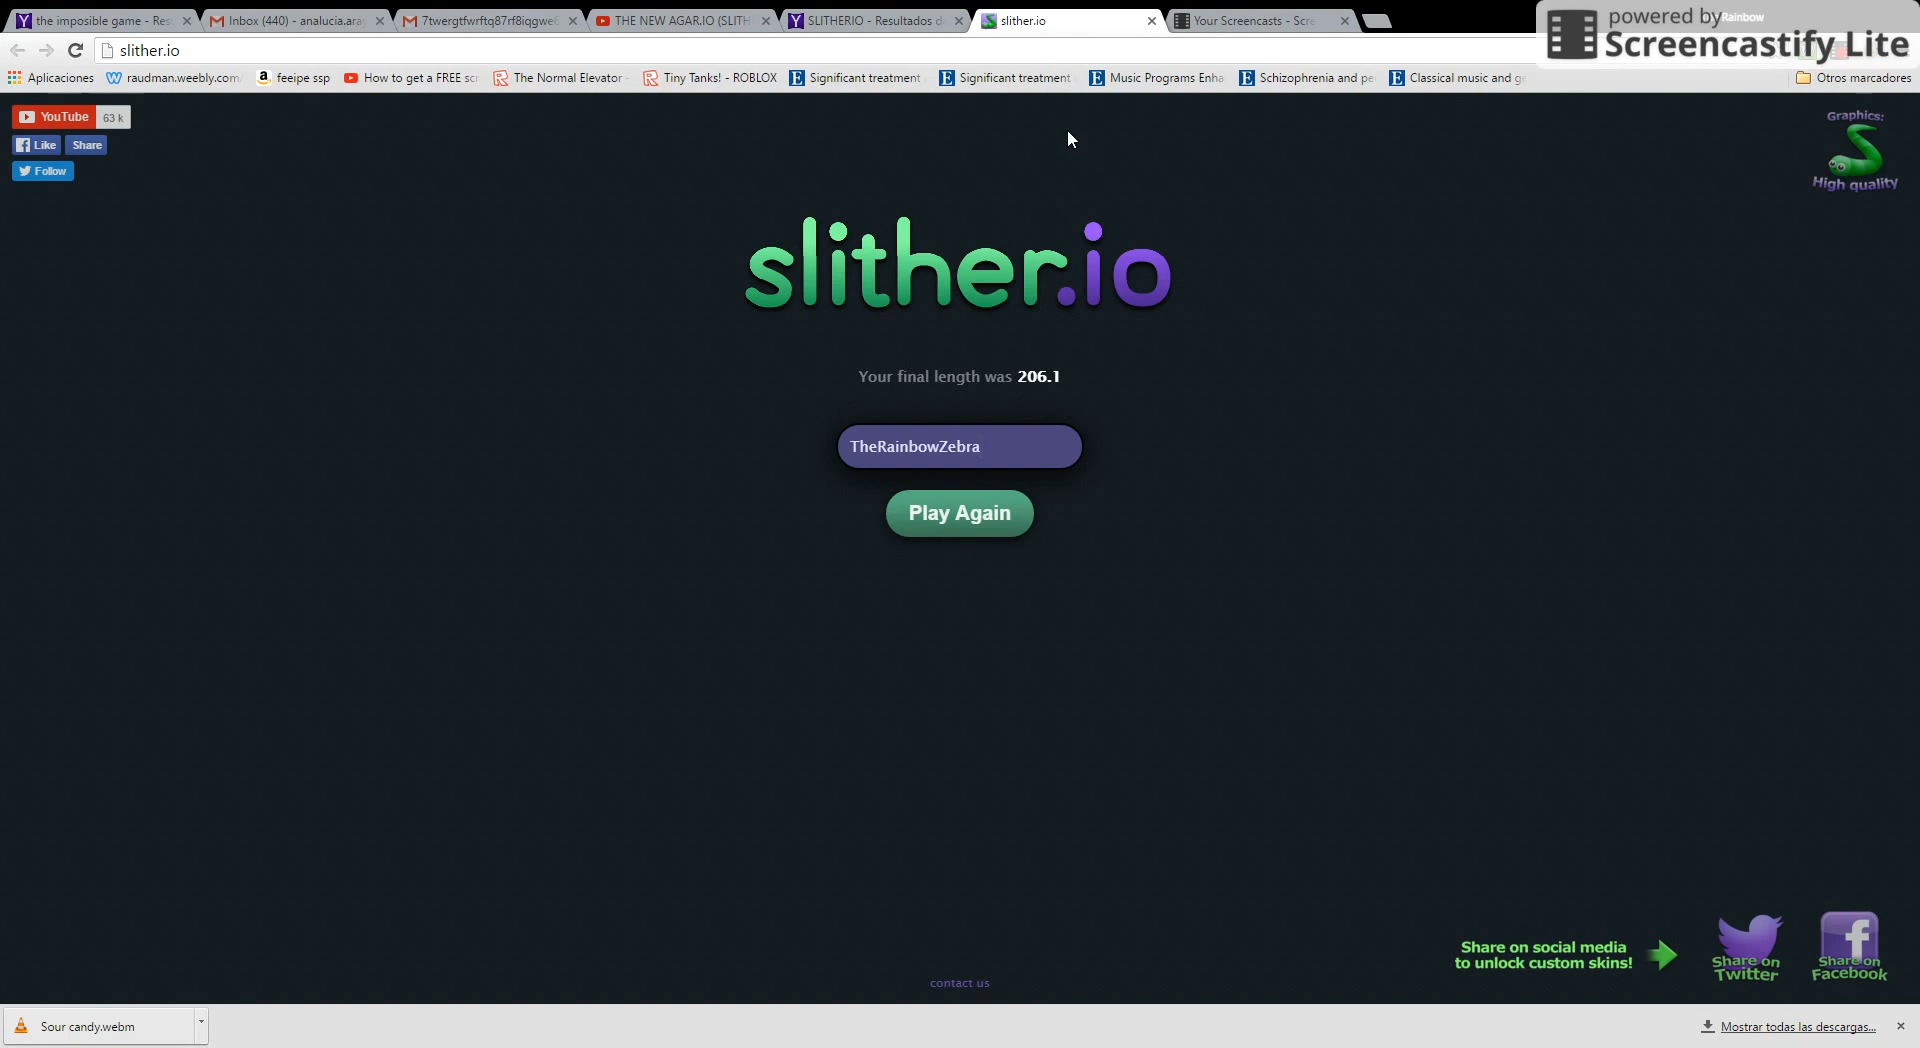 the imposible game - Res
Inbox (440) - analucia.ara
7twergtfwrftq87rf8iqgwe
THE NEW AGAR.IO (SLITH
SLITHERIO - Resultados d
slither.io
Your Screencasts - Scre
powered by
Rainbow
Screencastify Lite
slither.io
Aplicaciones
raudman.weebly.com
feeipe ssp
How to get a FREE sc
The Normal Elevator -
Tiny Tanks! - ROBLOX
Significant treatment
Significant treatment
Music Programs Enha
Schizophrenia and pe
Classical music and g
Otros marcadores
YouTube 63 k
Like Share
Follow
Graphics:
High quality
slither.io
Your final length was 206.1
TheRainbowZebra
Play Again
Share on social media
to unlock custom skins!
Share on
Twitter
Share on
Facebook
contact us
Sour candy.webm
Mostrar todas las descargas...